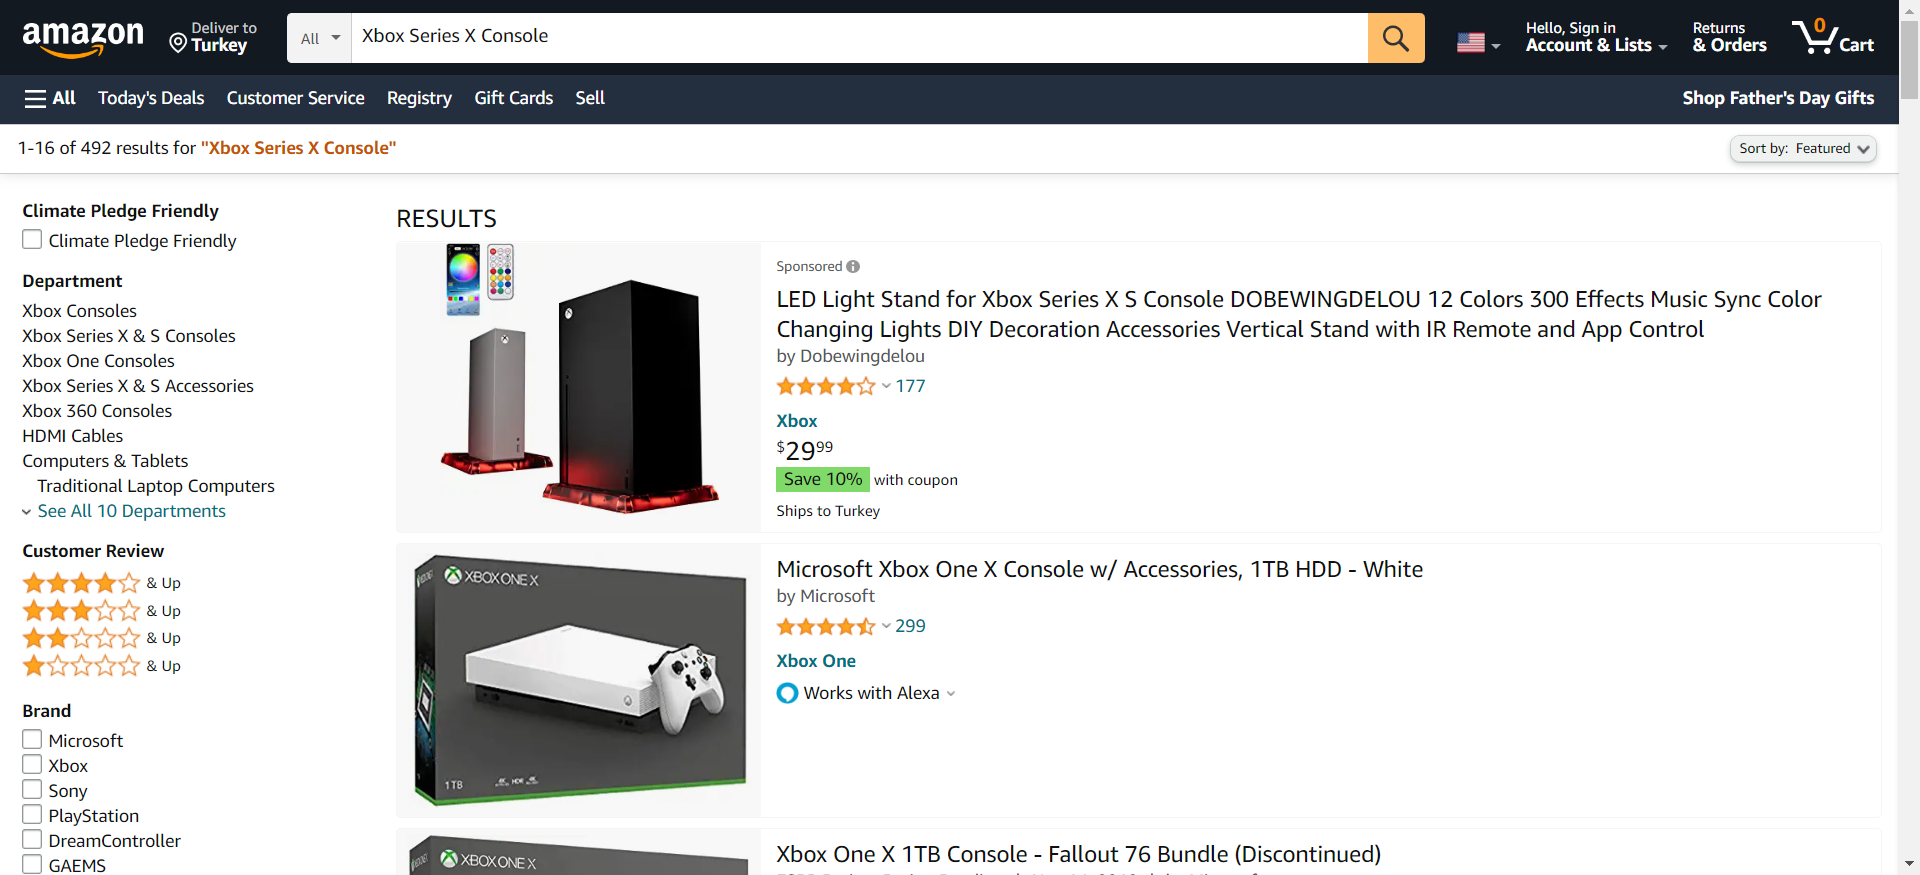 amazon
Deliver to
Turkey
All
Xbox Series X Console
Hello, Sign in
Account & Lists
Returns
& Orders
0
Cart
All
Today's Deals
Customer Service
Registry
Gift Cards
Sell
Shop Father's Day Gifts
1-16 of 492 results for "Xbox Series X Console"
Sort by: Featured
Climate Pledge Friendly
Climate Pledge Friendly
Department
Xbox Consoles
Xbox Series X & S Consoles
Xbox One Consoles
Xbox Series X & S Accessories
Xbox 360 Consoles
HDMI Cables
Computers & Tablets
Traditional Laptop Computers
See All 10 Departments
Customer Review
& Up
& Up
& Up
& Up
Brand
Microsoft
Xbox
Sony
PlayStation
DreamController
GAEMS
RESULTS
Sponsored
LED Light Stand for Xbox Series X S Console DOBEWINGDELOU 12 Colors 300 Effects Music Sync Color
Changing Lights DIY Decoration Accessories Vertical Stand with IR Remote and App Control
by Dobewingdelou
177
Xbox
$29.99
Save 10% with coupon
Ships to Turkey
XBOX ONE X
1TB
Microsoft Xbox One X Console w/ Accessories, 1TB HDD - White
by Microsoft
299
Xbox One
Works with Alexa
XBOX ONE X
Xbox One X 1TB Console - Fallout 76 Bundle (Discontinued)